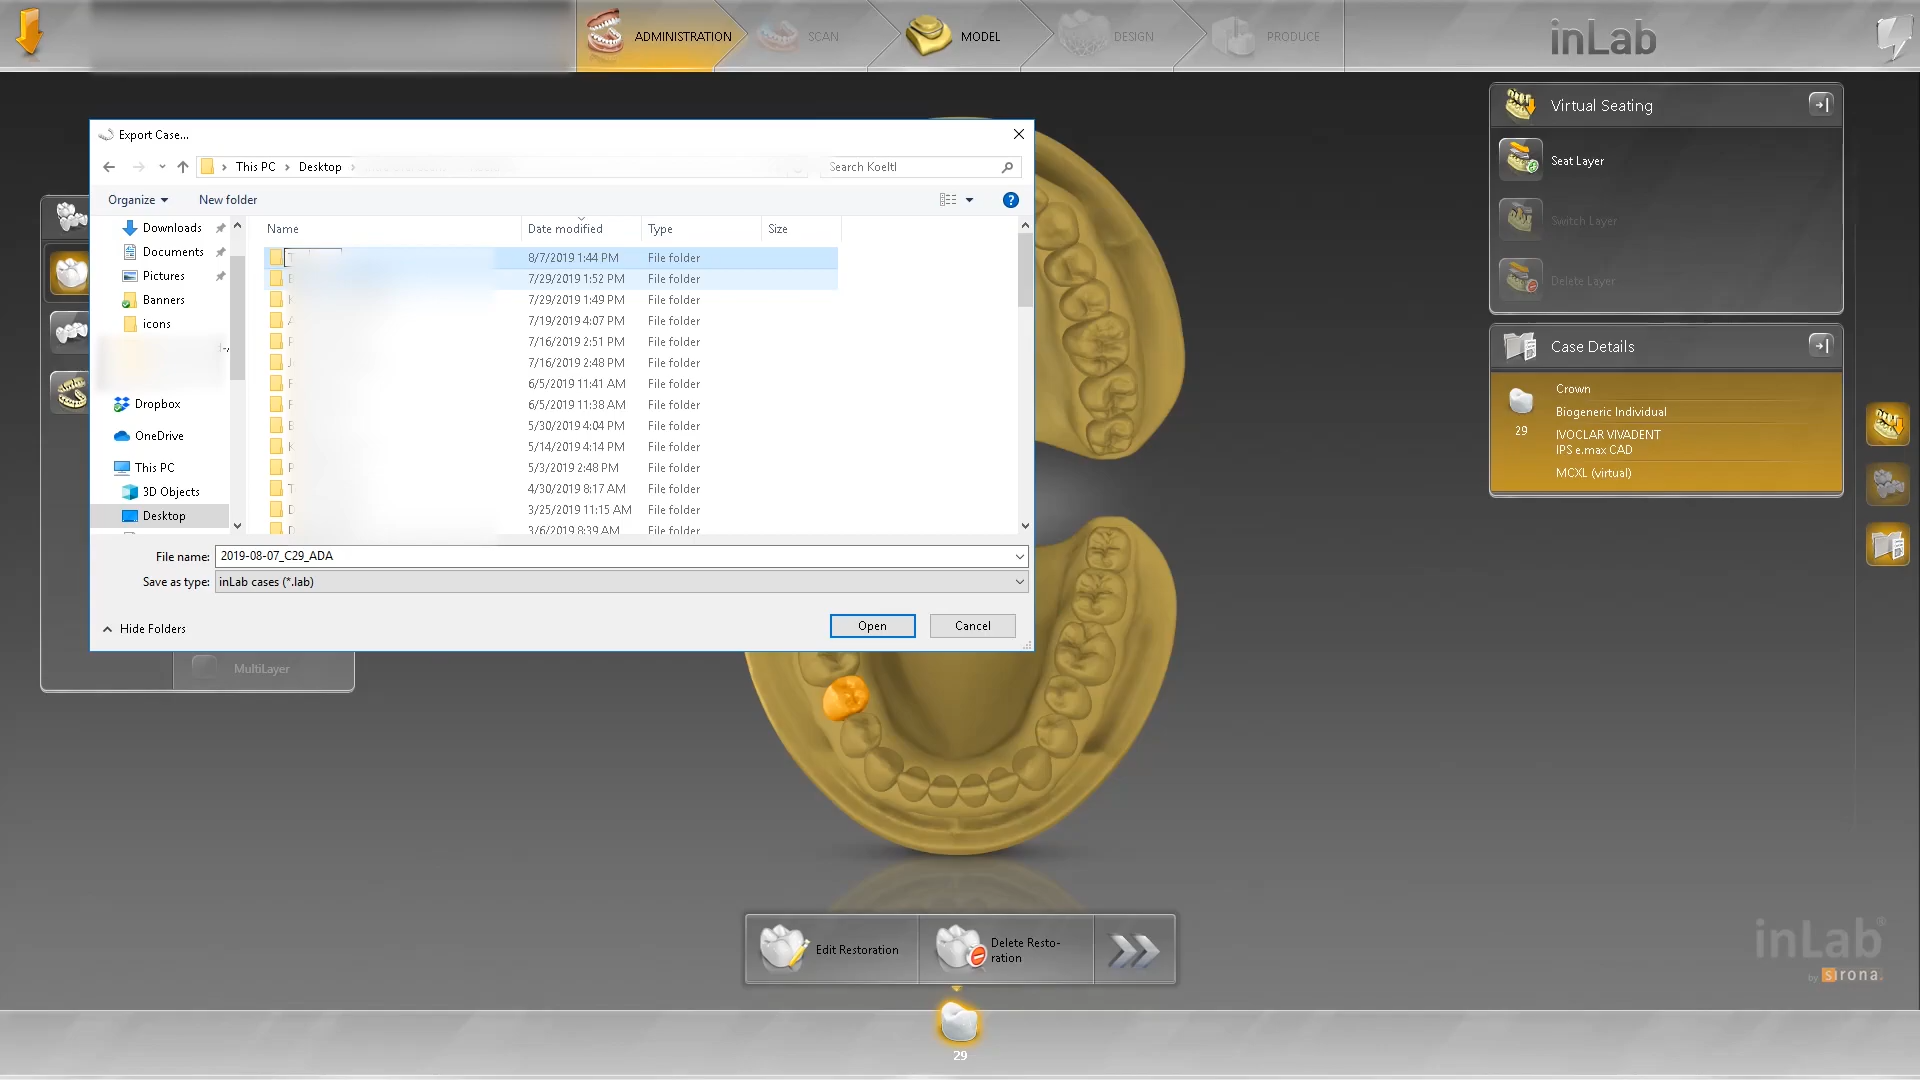 ADMINISTRATION
SCAN
MODEL
DESIGN
PRODUCE
inLab
Export Case...
This PC
Desktop
Search Koeltl
Organize
New folder
Downloads
Documents
Pictures
Banners
icons
Dropbox
OneDrive
This PC
3D Objects
Desktop
Name Date modified Type Size
8/7/2019 1:44 PM File folder
7/29/2019 1:52 PM File folder
7/29/2019 1:49 PM File folder
7/19/2019 4:07 PM File folder
7/16/2019 2:51 PM File folder
7/16/2019 2:48 PM File folder
6/5/2019 11:41 AM File folder
6/5/2019 11:38 AM File folder
5/30/2019 4:04 PM File folder
5/14/2019 4:14 PM File folder
5/3/2019 2:48 PM File folder
4/30/2019 8:17 AM File folder
3/25/2019 11:15 AM File folder
3/6/2019 8:39 AM File folder
File name: 2019-08-07_C29_ADA
Save as type: inLab cases (*.lab)
Hide Folders
Open
Cancel
MultiLayer
Virtual Seating
Seat Layer
Switch Layer
Delete Layer
Case Details
29
Crown
Biogeneric Individual
IVOCLAR VIVADENT
IPS e.max CAD
MCXL (virtual)
Edit Restoration
Delete Resto-
ration
29
inLab®
by sirona.